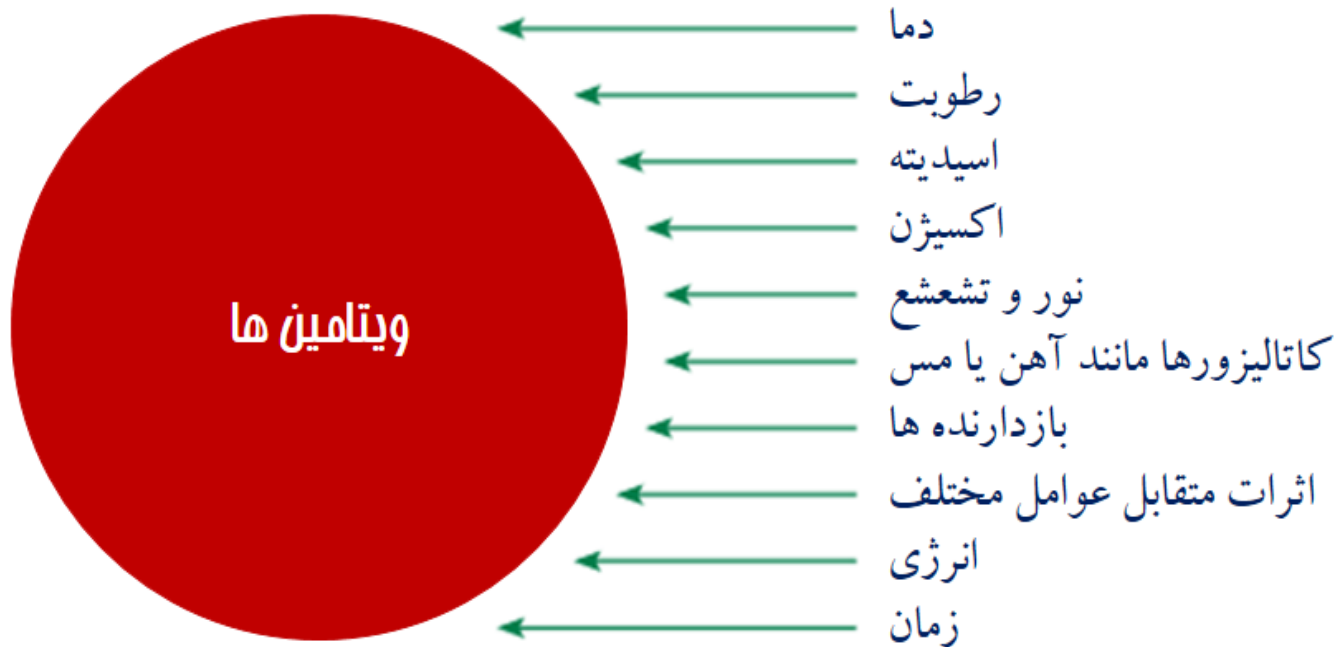 دما
رطوبت
اسیدیته
اکسیژن
نور و تشعشع
کاتالیزورها مانند آهن یا مس
بازدارنده ها
اثرات متقابل عوامل مختلف
انرژی
زمان
ویتامین ها